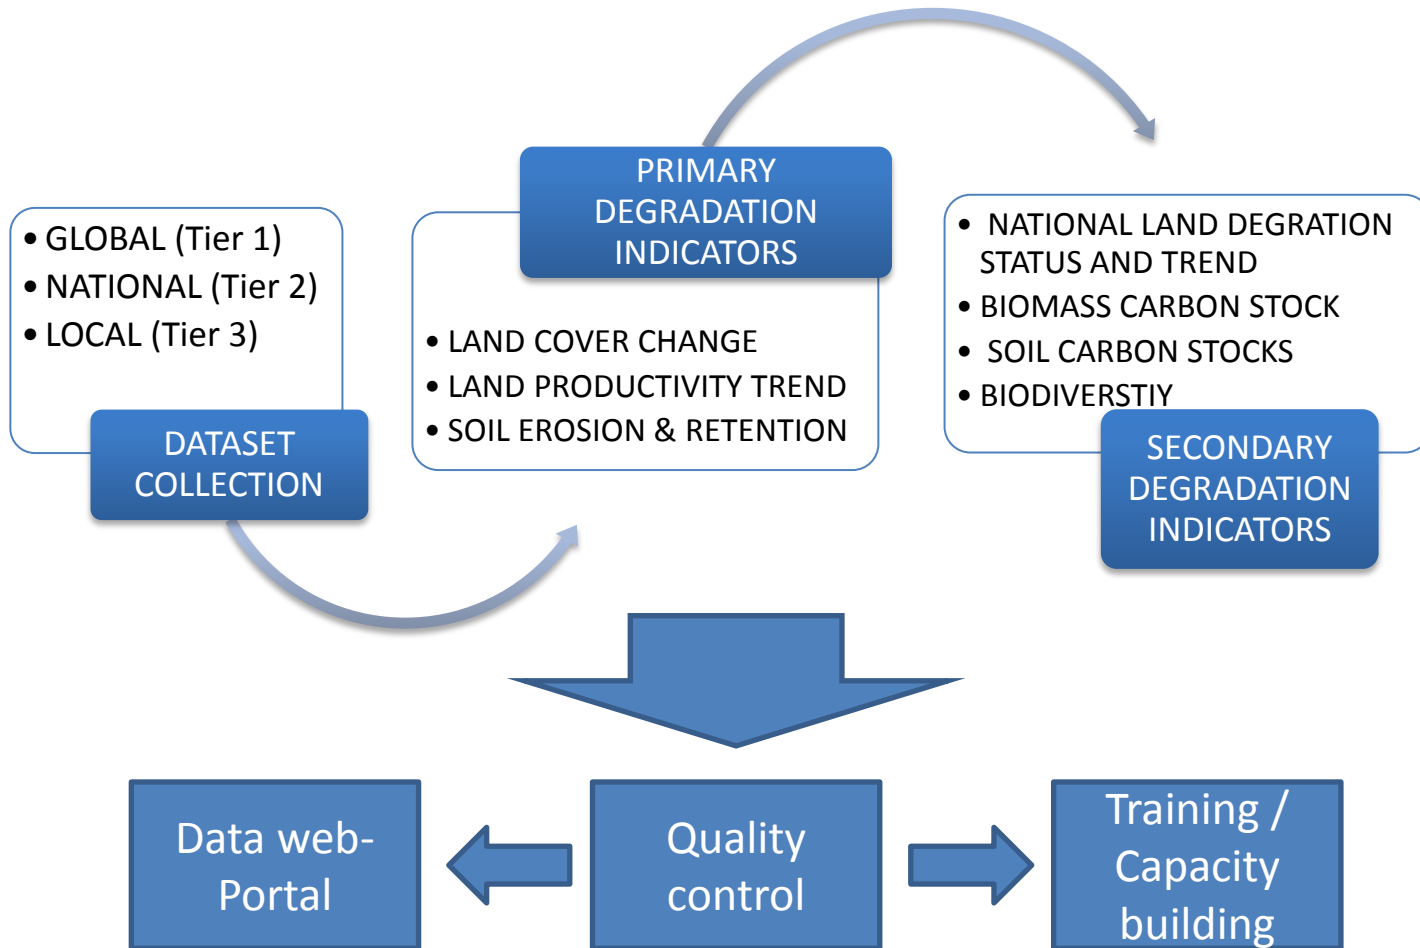 • GLOBAL (Tier 1)
• NATIONAL (Tier 2)
• LOCAL (Tier 3)
DATASET
COLLECTION
PRIMARY
DEGRADATION
INDICATORS
• LAND COVER CHANGE
• LAND PRODUCTIVITY TREND
• SOIL EROSION & RETENTION
• NATIONAL LAND DEGRATION
STATUS AND TREND
• BIOMASS CARBON STOCK
• SOIL CARBON STOCKS
• BIODIVERSTIY
SECONDARY
DEGRADATION
INDICATORS
Data web-
Portal
Quality
control
Training /
Capacity
building